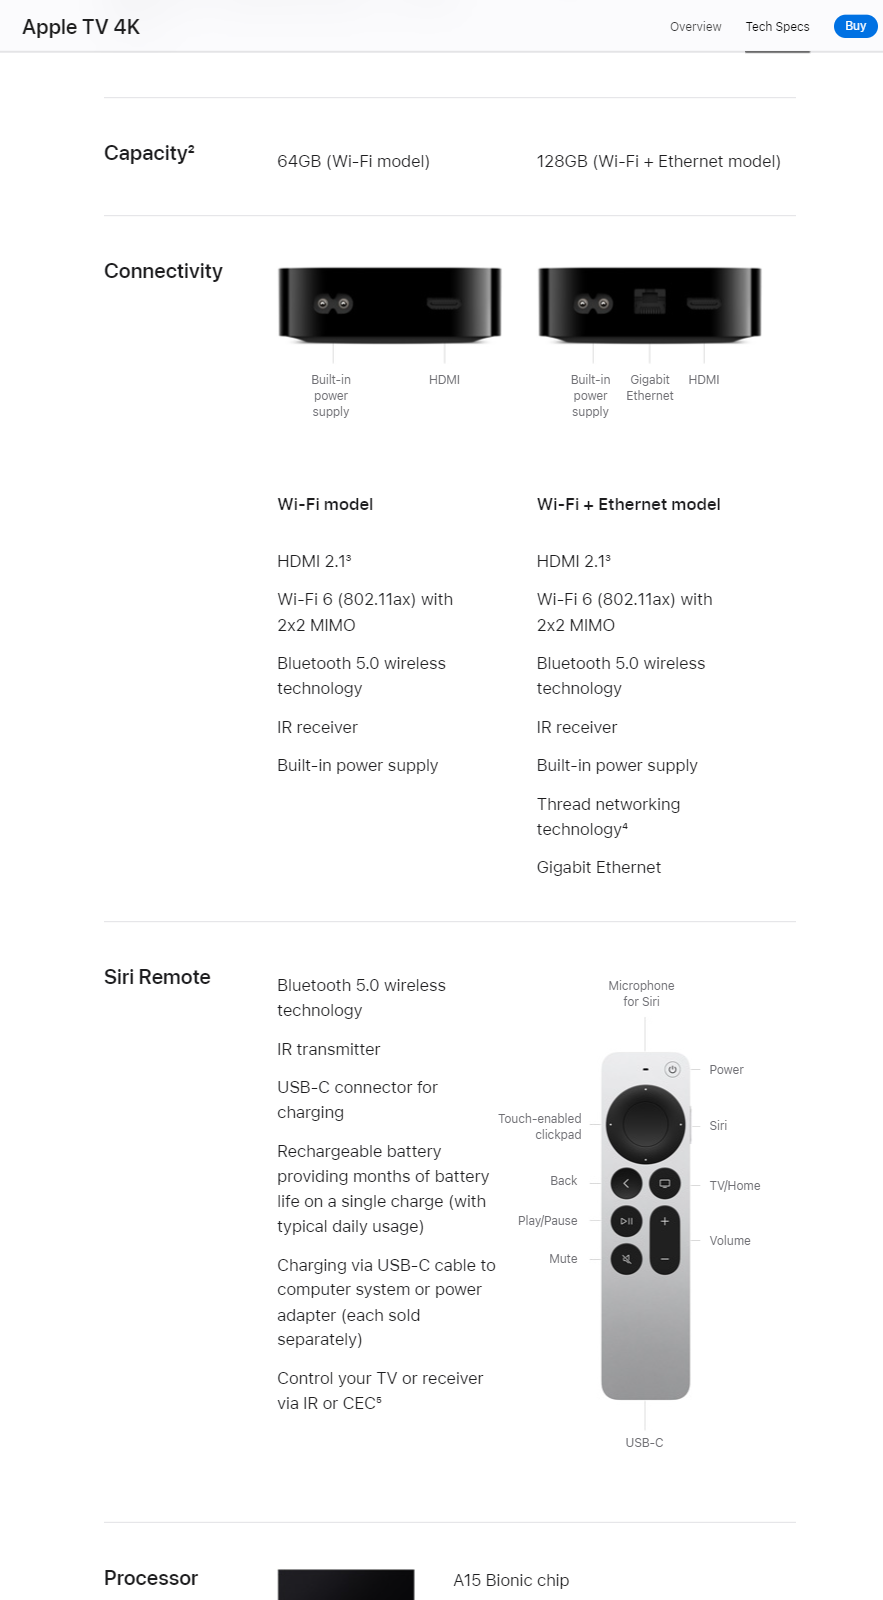 Apple TV 4K
Overview
Tech Specs
Buy
Capacity²
64GB (Wi-Fi model)
128GB (Wi-Fi + Ethernet model)
Connectivity
Built-in
power
supply
HDMI
Built-in
power
supply
Gigabit
Ethernet
HDMI
Wi-Fi model
HDMI 2.1³
Wi-Fi 6 (802.11ax) with
2x2 MIMO
Bluetooth 5.0 wireless
technology
IR receiver
Built-in power supply
Wi-Fi + Ethernet model
HDMI 2.1³
Wi-Fi 6 (802.11ax) with
2x2 MIMO
Bluetooth 5.0 wireless
technology
IR receiver
Built-in power supply
Thread networking
technology⁴
Gigabit Ethernet
Siri Remote
Bluetooth 5.0 wireless
technology
IR transmitter
USB-C connector for
charging
Rechargeable battery
providing months of battery
life on a single charge (with
typical daily usage)
Charging via USB-C cable to
computer system or power
adapter (each sold
separately)
Control your TV or receiver
via IR or CEC⁵
Microphone
for Siri
Power
Touch-enabled
clickpad
Siri
Back
TV/Home
Play/Pause
Volume
Mute
USB-C
Processor
A15 Bionic chip